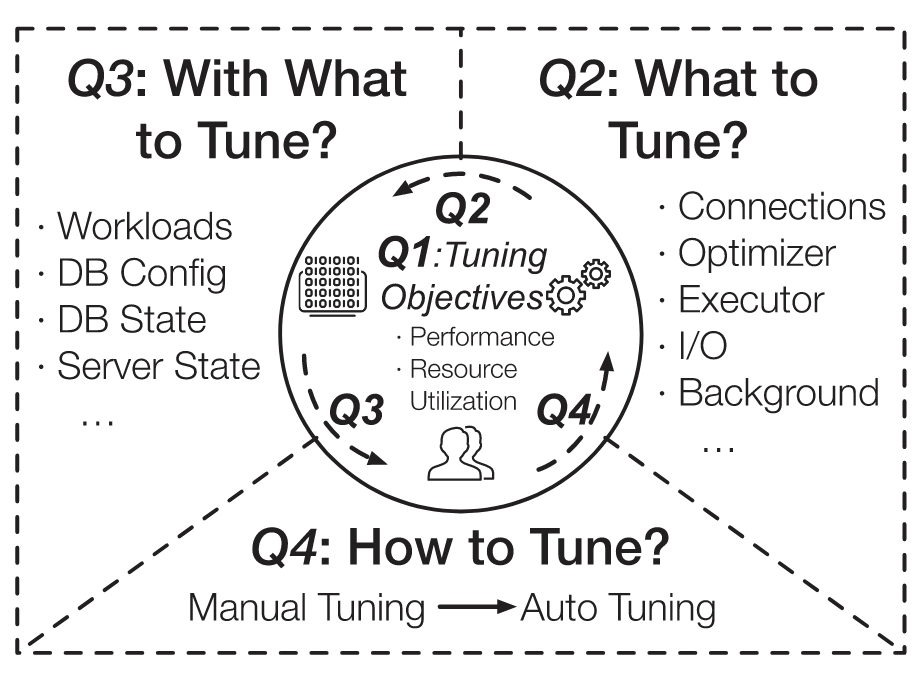 Q3: With What
to Tune?
· Workloads
· DB Config
· DB State
· Server State
...
Q2: What to
Tune?
· Connections
· Optimizer
· Executor
· I/O
· Background
...
Q2
Q1:Tuning
Objectives
· Performance
· Resource
Utilization
Q3
Q4
Q4: How to Tune?
Manual Tuning
Auto Tuning